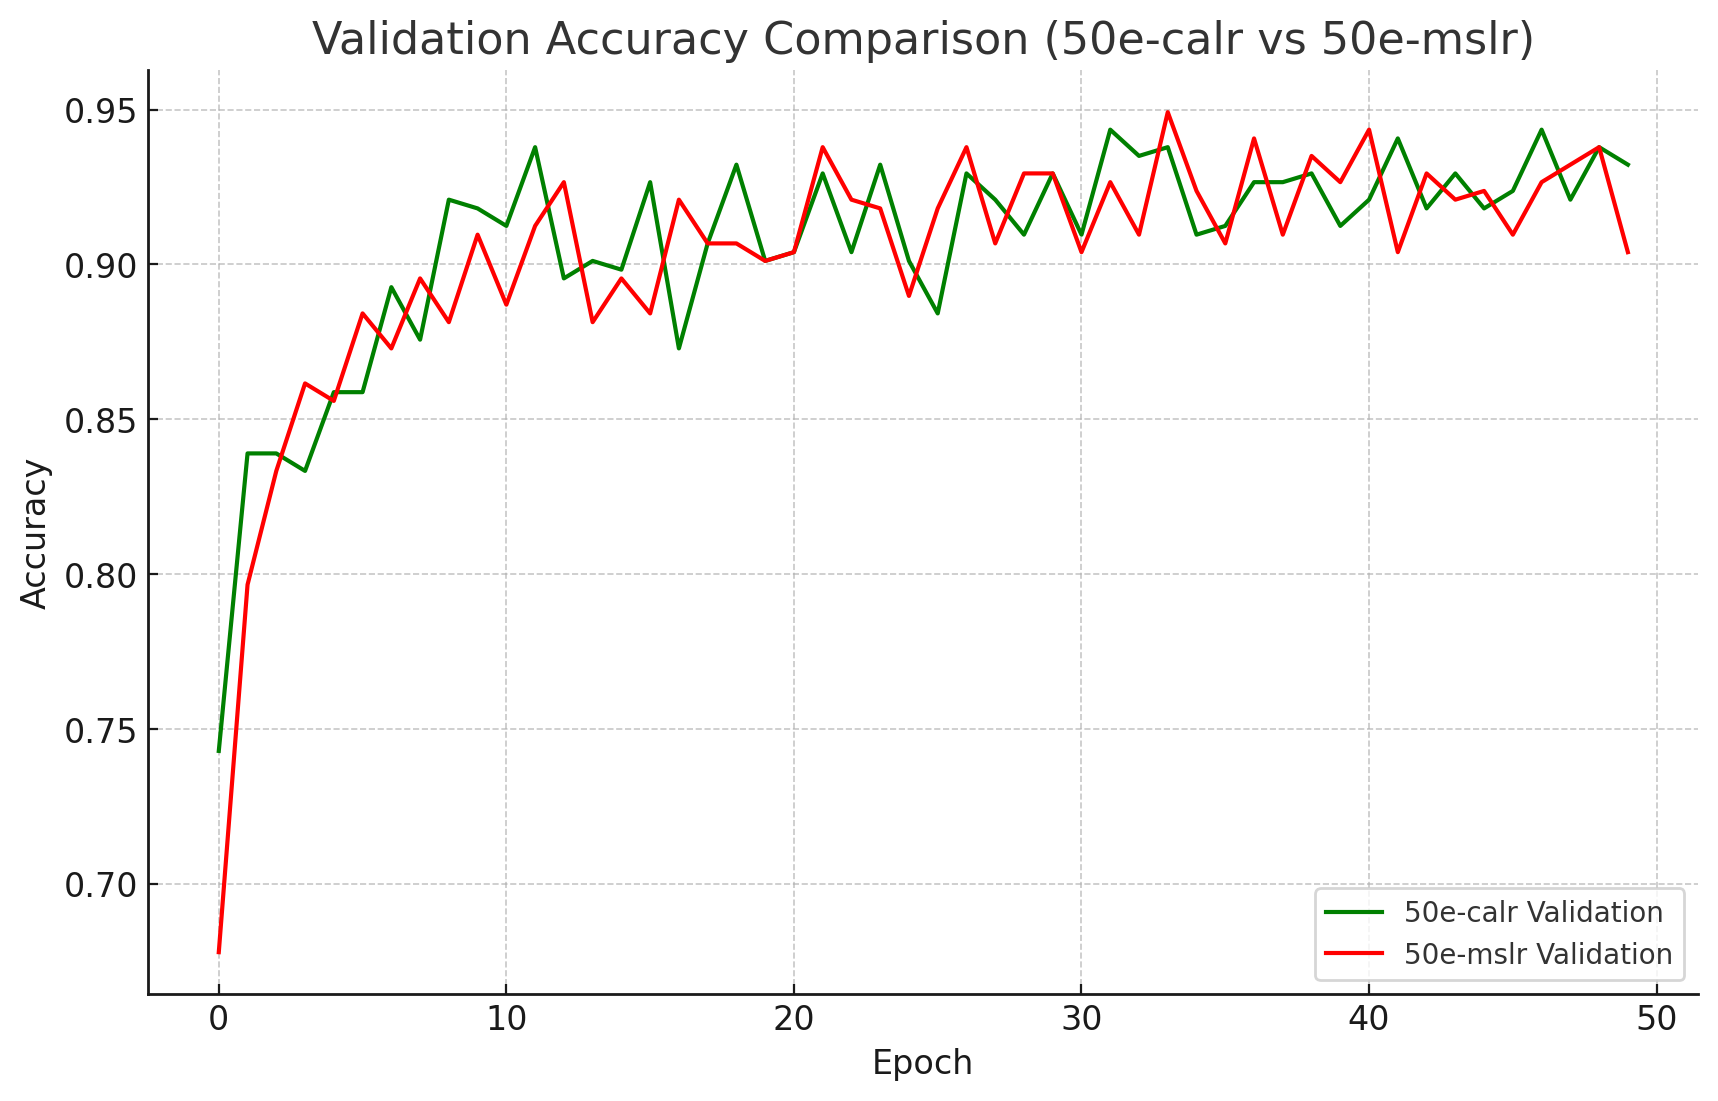 Validation Accuracy Comparison (50e-calr vs 50e-mslr)
0.95
0.90
0.85
0.80
0.75
0.70
Accuracy
50e-calr Validation
50e-mslr Validation
0 10 20 30 40 50
Epoch